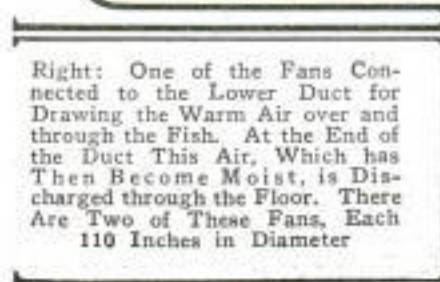 Right: One of the Fans Con-
nected to the Lower Duct for
Drawing the Warm Air over and
through the Fish. At the End of
the Duct This Air, Which has
Then Become Moist, is Dis-
charged through the Floor. There
Are Two of These Fans, Each
110 Inches in Diameter